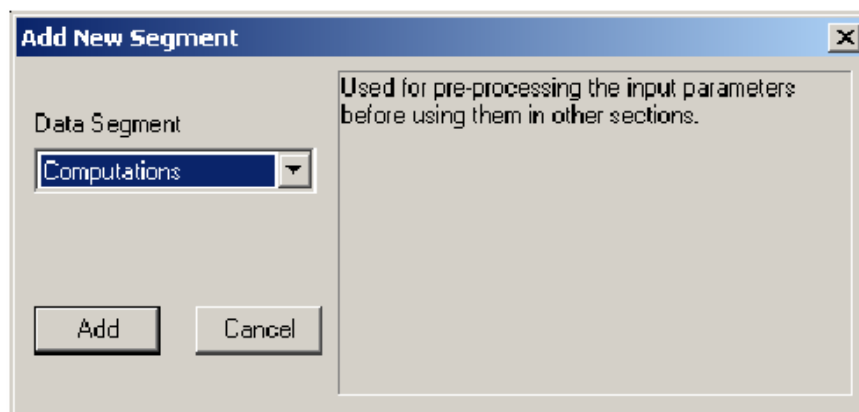 Add New Segment
Data Segment
Computations
Used for pre-processing the input parameters
before using them in other sections.
Add
Cancel